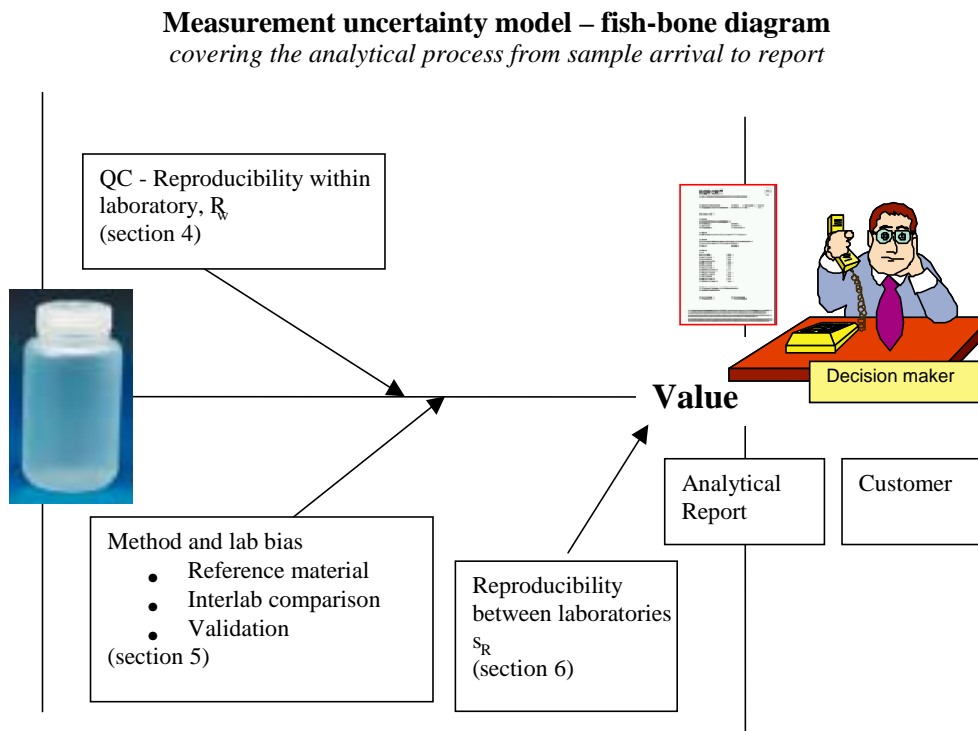 Measurement uncertainty model – fish-bone diagram
covering the analytical process from sample arrival to report
QC - Reproducibility within
laboratory, Rw
(section 4)
Value
Decision maker
Method and lab bias
• Reference material
• Interlab comparison
• Validation
(section 5)
Reproducibility
between laboratories
sR
(section 6)
Analytical
Report
Customer